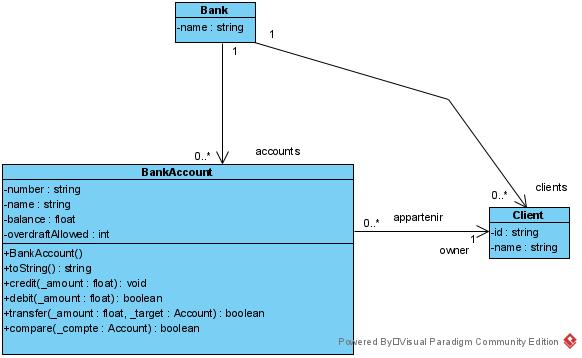 Bank
-name : string
1
1
0..*
accounts
0..*
clients
BankAccount
-number : string
-name : string
-balance : float
-overdraftAllowed : int
+BankAccount()
+toString() : string
+credit(_amount : float): void
+debit(_amount : float): boolean
+transfer(_amount : float, _target : Account) : boolean
+compare(_compte : Account) : boolean
0..*
appartenir
1
owner
Client
-id : string
-name : string
Powered By Visual Paradigm Community Edition